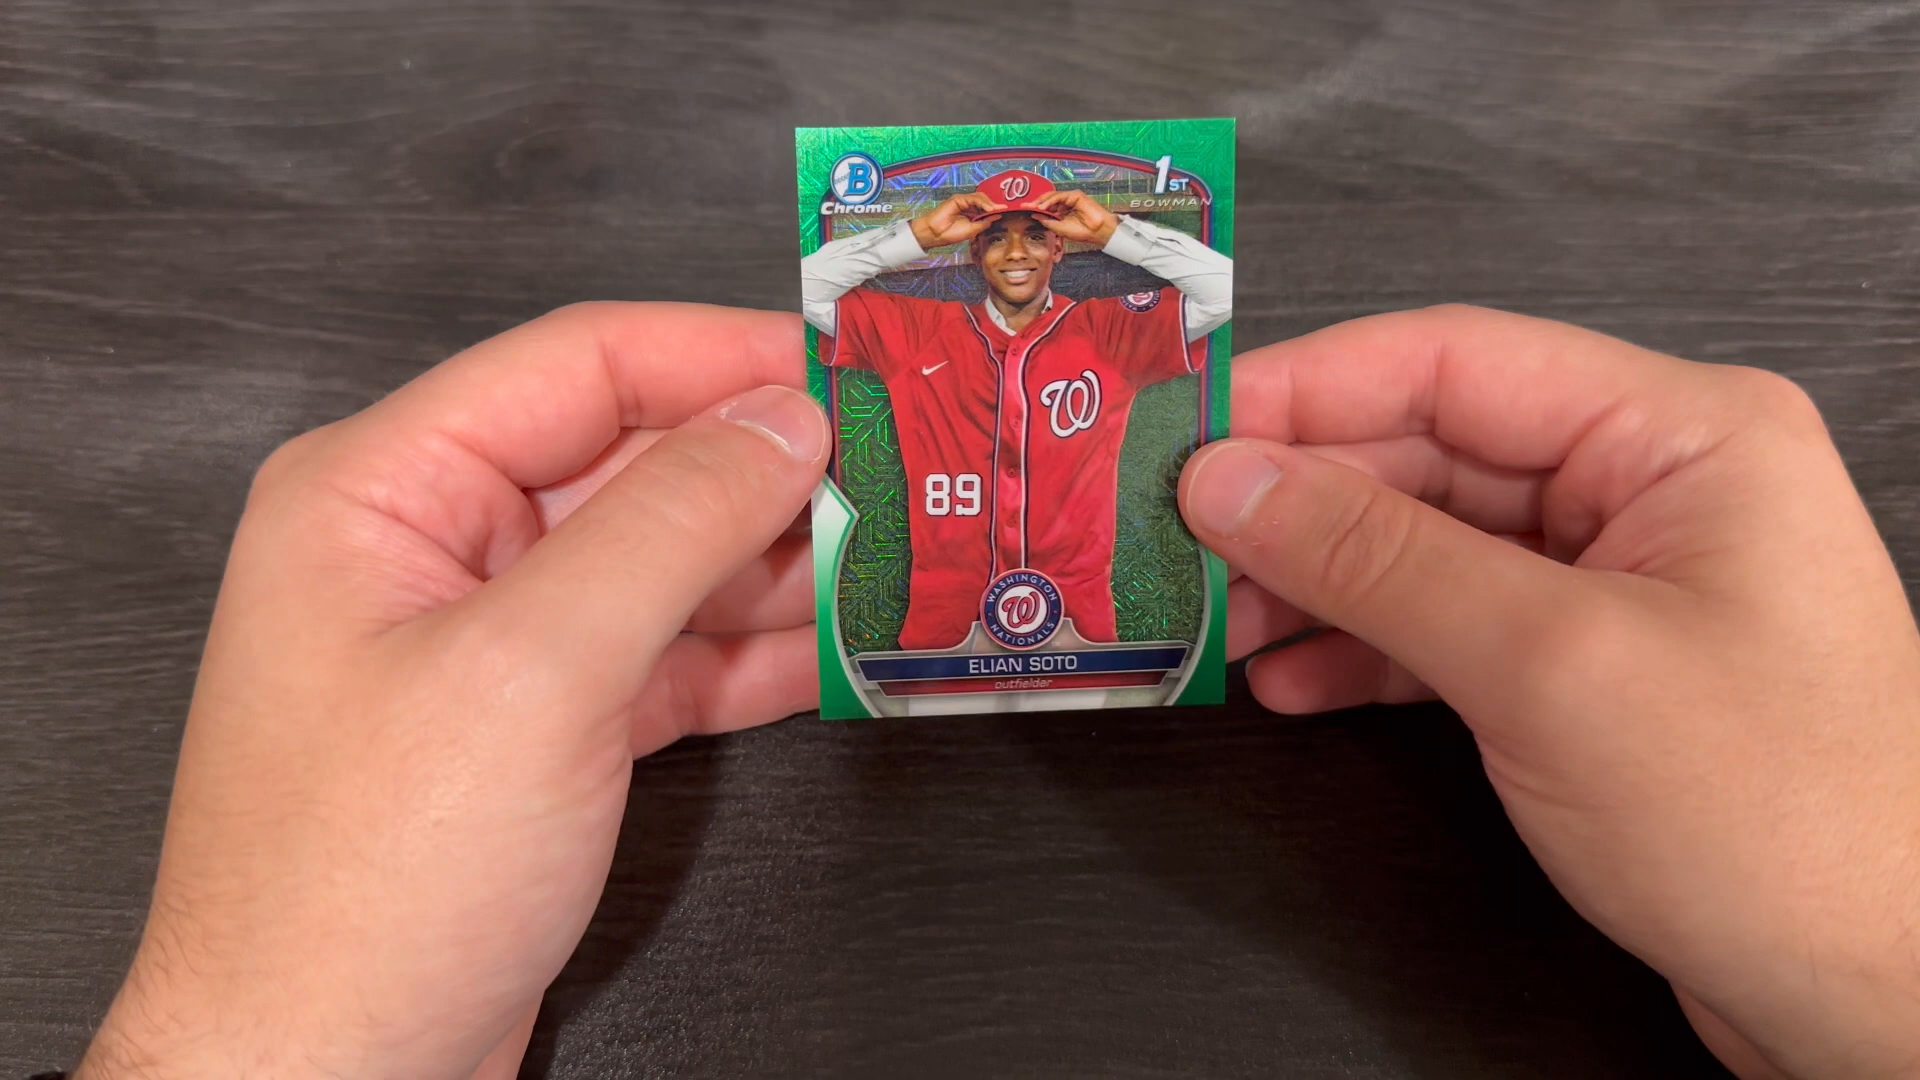 B
Chrome
1ST
BOWMAN
W
W
89
WASHINGTON
W
NATIONALS
ELIAN SOTO
outfielder